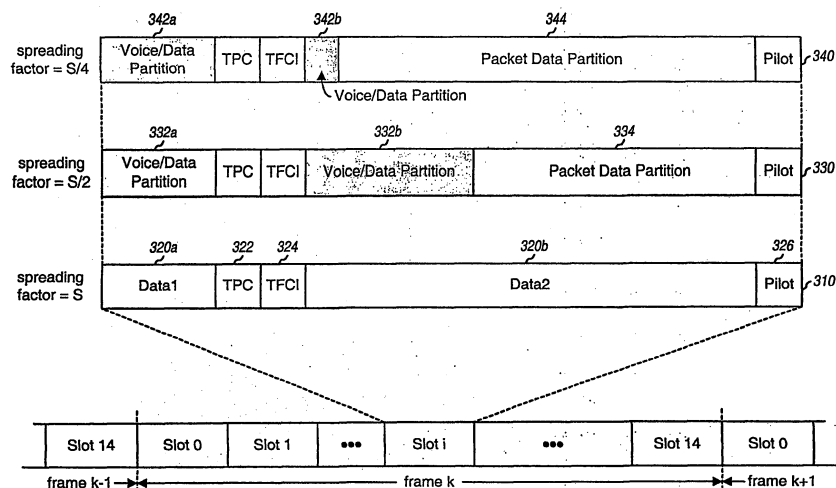 342a 342b 344
spreading
factor = S/4
Voice/Data
Partition
TPC TFCI Packet Data Partition Pilot 340
Voice/Data Partition
332a 332b 334
spreading
factor = S/2
Voice/Data
Partition
TPC TFCI Voice/Data Partition Packet Data Partition Pilot 330
320a 322 324 320b 326
spreading
factor = S
Data1 TPC TFCI Data2 Pilot 310
Slot 14 Slot 0 Slot 1 ••• Slot i ••• Slot 14 Slot 0
frame k-1 frame k frame k+1